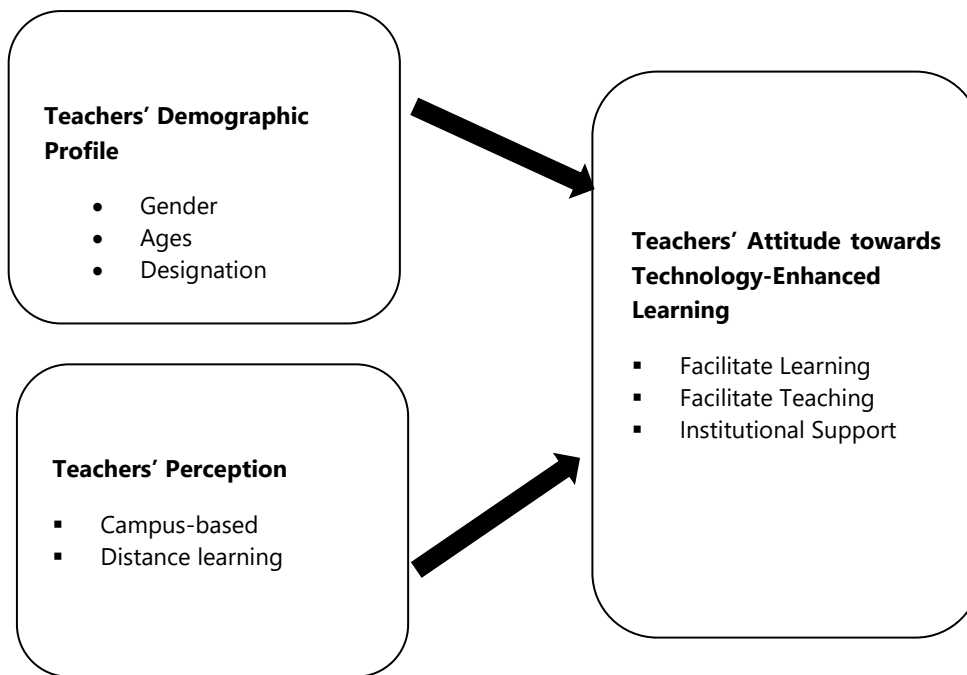 Teachers’ Demographic
Profile
• Gender
• Ages
• Designation
Teachers’ Perception
▪ Campus-based
▪ Distance learning
Teachers’ Attitude towards
Technology-Enhanced
Learning
▪ Facilitate Learning
▪ Facilitate Teaching
▪ Institutional Support